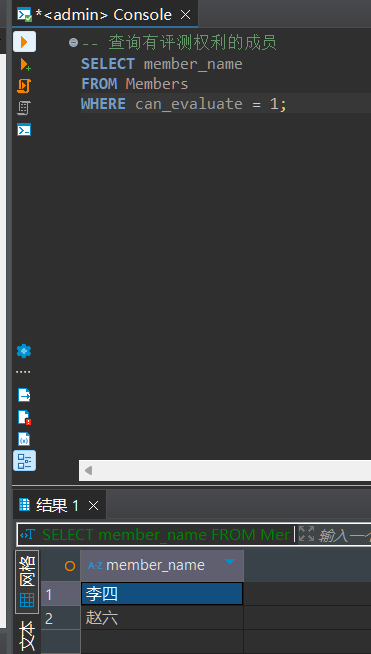 *<admin> Console
-- 查询有评测权利的成员
SELECT member_name
FROM Members
WHERE can_evaluate = 1;
结果 1
SELECT member_name FROM Mer
输入一个
网格
文本
A-Z member_name
1 李四
2 赵六